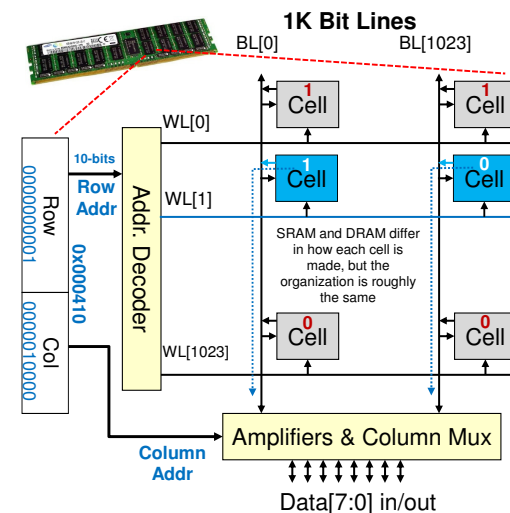 1K Bit Lines
BL[0]
BL[1023]
1
Cell
1
Cell
WL[0]
10-bits
Row
Addr
Row
0000000001
0x000410
Addr. Decoder
1
Cell
0
Cell
WL[1]
SRAM and DRAM differ
in how each cell is
made, but the
organization is roughly
the same
Col
0000010000
0
Cell
0
Cell
WL[1023]
Column
Addr
Amplifiers & Column Mux
Data[7:0] in/out